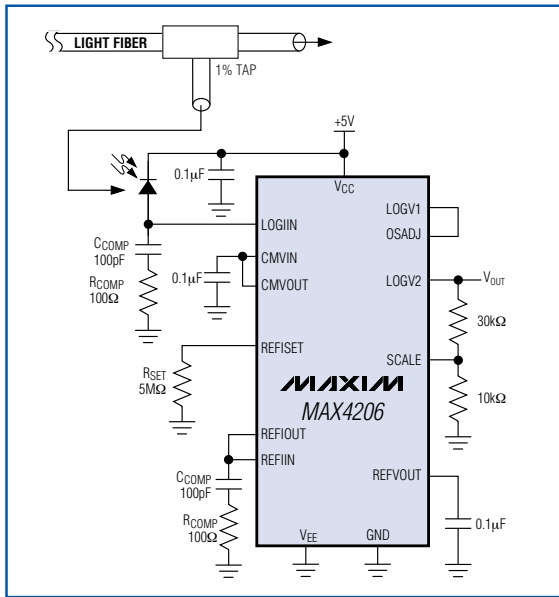 LIGHT FIBER
1% TAP
+5V
0.1µF
VCC
LOGV1
OSADJ
LOGIIN
CCOMP
100pF
RCOMP
100Ω
0.1µF
CMVIN
CMVOUT
LOGV2
VOUT
30kΩ
REFISET
SCALE
RSET
5MΩ
MAXIM
MAX4206
10kΩ
REFIOUT
REFIIN
REFVOUT
CCOMP
100pF
RCOMP
100Ω
0.1µF
VEE
GND